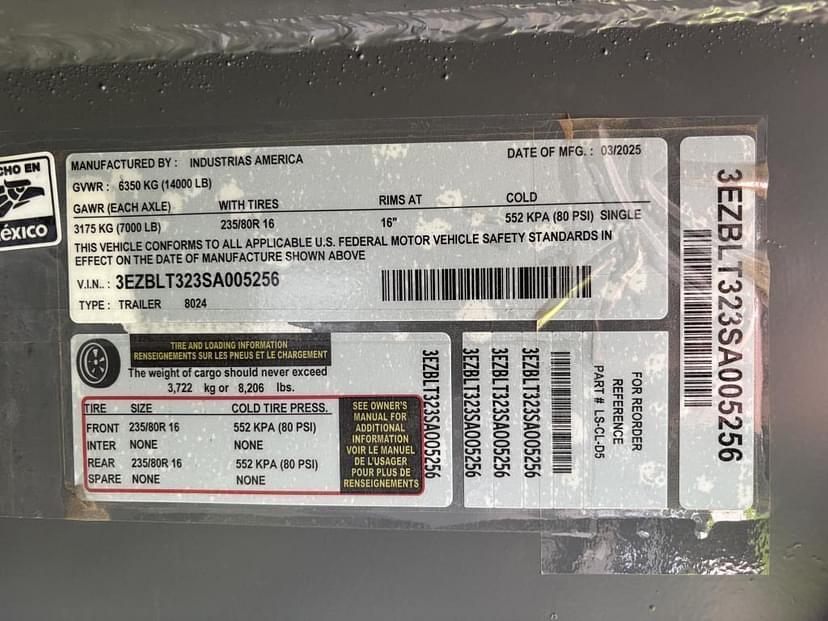 CHO EN
MÉXICO
MANUFACTURED BY : INDUSTRIAS AMERICA
DATE OF MFG. : 03/2025
GVWR : 6350 KG (14000 LB)
GAWR (EACH AXLE) WITH TIRES RIMS AT COLD
3175 KG (7000 LB) 235/80R 16 16" 552 KPA (80 PSI) SINGLE
THIS VEHICLE CONFORMS TO ALL APPLICABLE U.S. FEDERAL MOTOR VEHICLE SAFETY STANDARDS IN
EFFECT ON THE DATE OF MANUFACTURE SHOWN ABOVE
V.I.N.. : 3EZBLT323SA005256
TYPE : TRAILER 8024
TIRE AND LOADING INFORMATION
RENSEIGNEMENTS SUR LES PNEUS ET LE CHARGEMENT
The weight of cargo should never exceed
3,722 kg or 8,206 lbs.
TIRE SIZE COLD TIRE PRESS.
FRONT 235/80R 16 552 KPA (80 PSI)
INTER NONE NONE
REAR 235/80R 16 552 KPA (80 PSI)
SPARE NONE NONE
SEE OWNER'S
MANUAL FOR
ADDITIONAL
INFORMATION
VOIR LE MANUEL
DE L'USAGER
POUR PLUS DE
RENSEIGNEMENTS
3EZBLT323SA005256
3EZBLT323SA005256
3EZBLT323SA005256
3EZBLT323SA005256
FOR REORDER
REFERENCE
PART # LS-CL-D5
3EZBLT323SA005256